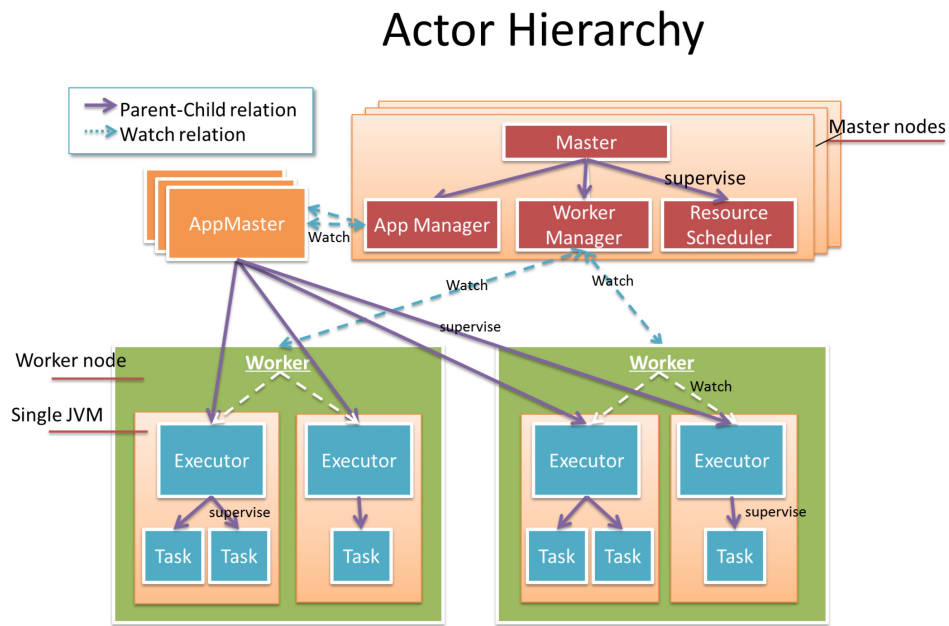 Actor Hierarchy
Parent-Child relation
Watch relation
Master nodes
Master
supervise
AppMaster
Watch
App Manager
Worker
Manager
Resource
Scheduler
Watch
Watch
supervise
Worker node
Worker
Worker
Watch
Single JVM
Executor
Executor
Executor
Executor
supervise
supervise
Task
Task
Task
Task
Task
Task